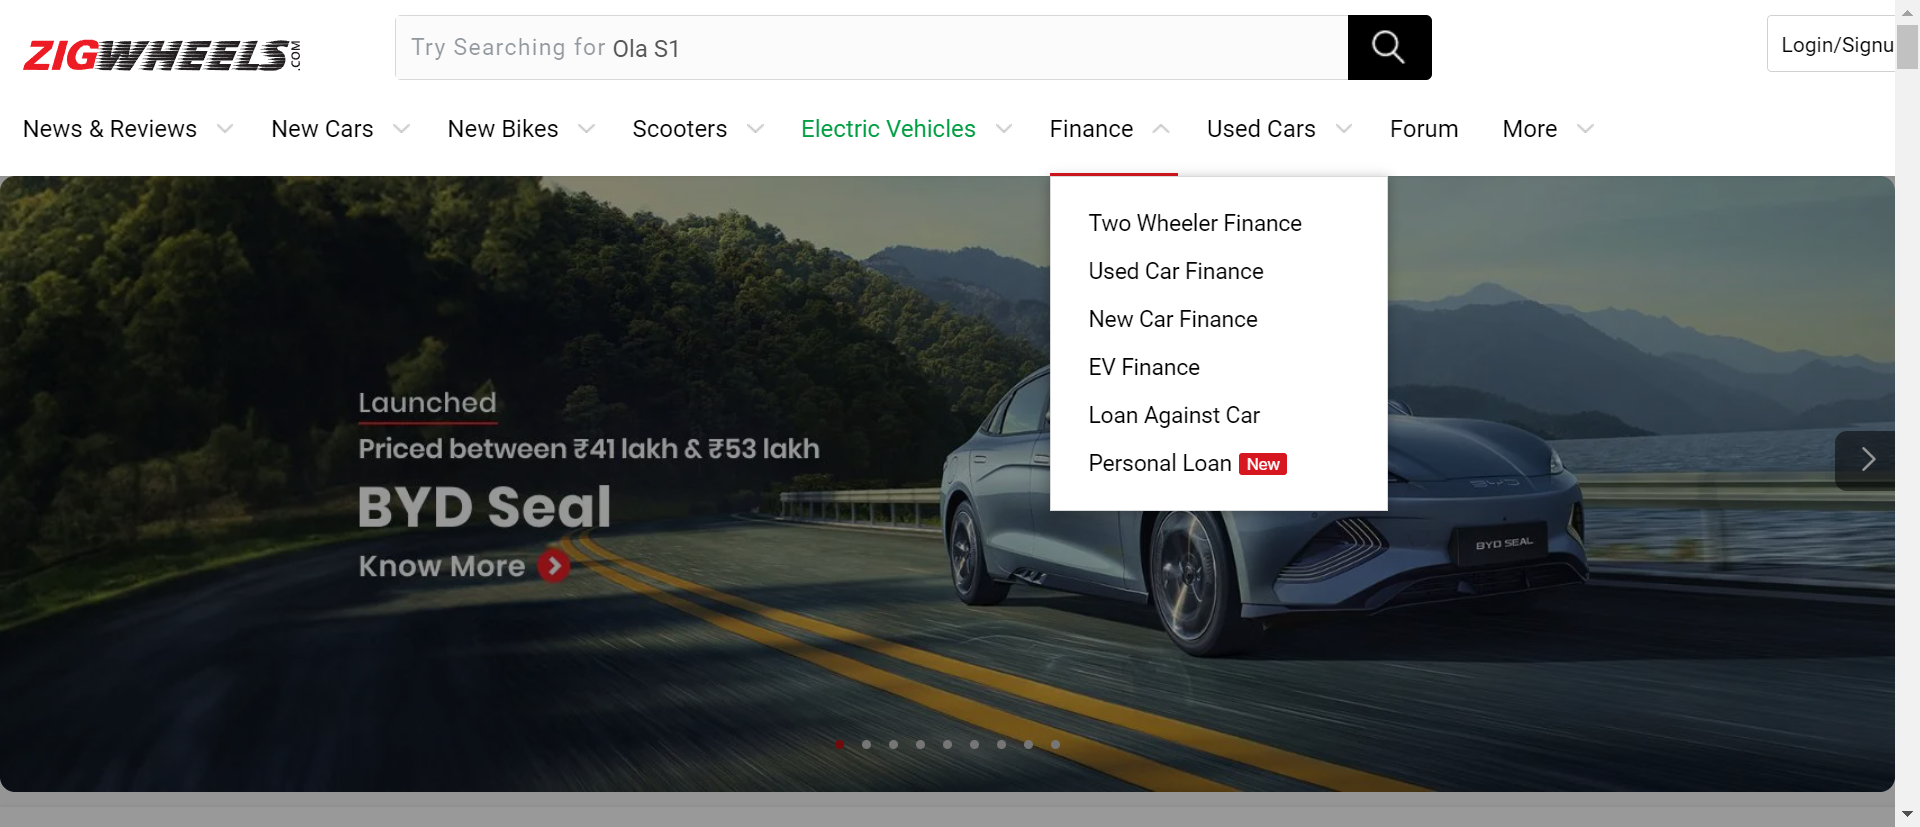 ZIGWHEELS.COM
Try Searching for Ola S1
Login/Signu
News & Reviews New Cars New Bikes Scooters Electric Vehicles Finance Used Cars Forum More
Two Wheeler Finance
Used Car Finance
New Car Finance
EV Finance
Loan Against Car
Personal Loan New
Launched
Priced between ₹41 lakh & ₹53 lakh
BYD Seal
Know More
BYD
BYD SEAL